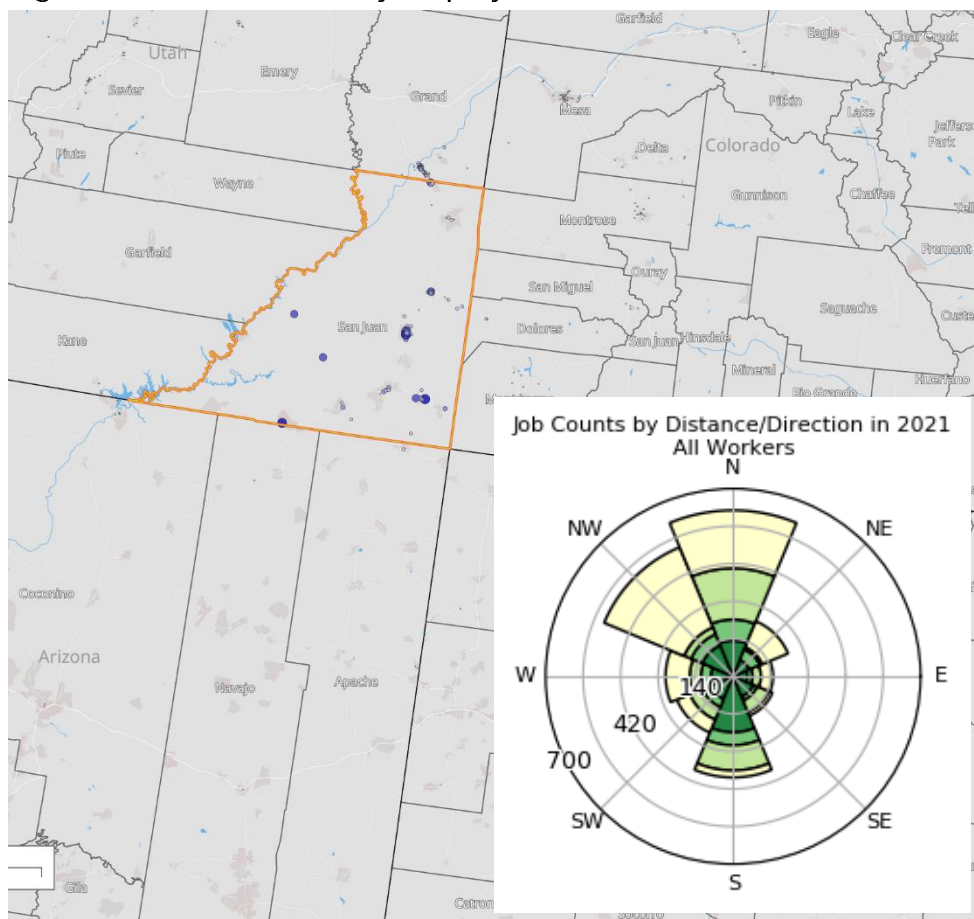 Garfield
Eagle
Clear Creek
Utah
Emery
Sevier
Grand
Mesa
Pitkin
Lake
Park
Delta
Colorado
Piute
Wayne
Gunnison
Chaffee
Montrose
Garfield
Ouray
Fremont
San Miguel
Saguache
San Juan
Dolores
Kane
San Juan
Hinsdale
Mineral
Huerfano
Rio Grande
Job Counts by Distance/Direction in 2021
All Workers
N
NW
NE
Coconino
Arizona
W
E
Navajo
Apache
140
420
700
SW
SE
S
Gila